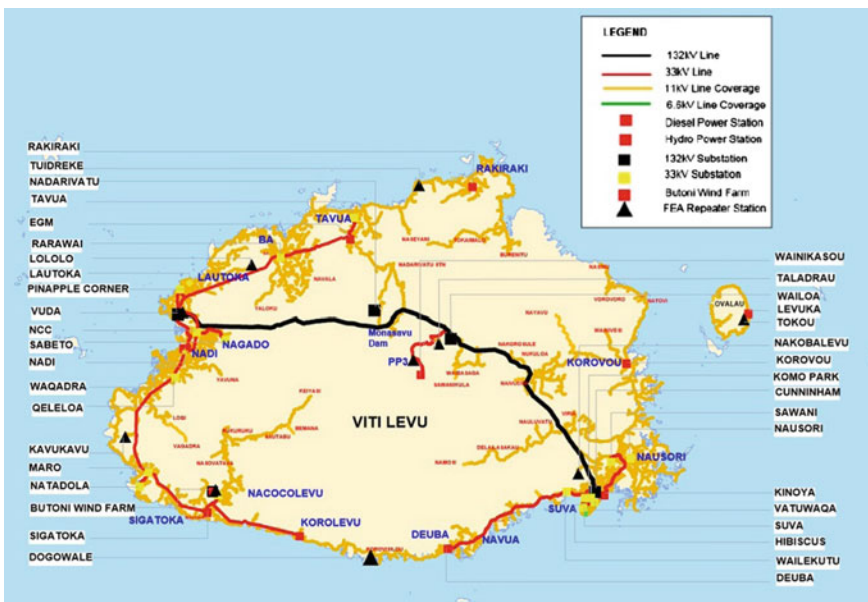 LEGEND
132kV Line
33kV Line
11kV Line Coverage
6.6kV Line Coverage
Diesel Power Station
Hydro Power Station
132kV Substation
33kV Substation
Butoni Wind Farm
FEA Repeater Station
RAKIRAKI
TUIDREKE
NADARIVATU
TAVUA
EGM
RARAWAI
LOLOLO
LAUTOKA
PINAPPLE CORNER
VUDA
NCC
SABETO
NADI
WAQADRA
QELELOA
KAVUKAVU
MARO
NATADOLA
BUTONI WIND FARM
SIGATOKA
DOGOWALE
RAKIRAKI
TAVUA
BA
LAUTOKA
NADARIVATU VTH
NAVALA
YALOKU
Monasavu
Dam
NAGADO
NADI
PP3
KOROVOU
VITI LEVU
NAUSORI
NACOCOLEVU
SIGATOKA
KOROLEVU
DEUBA
NAVUA
SUVA
OVALAU
WAINIKASOU
TALADRAU
WAILOA
LEVUKA
TOKOU
NAKOBALEVU
KOROVOU
KOMO PARK
CUNNINHAM
SAWANI
NAUSORI
KINOYA
VATUWAQA
SUVA
HIBISCUS
WAILEKUTU
DEUBA